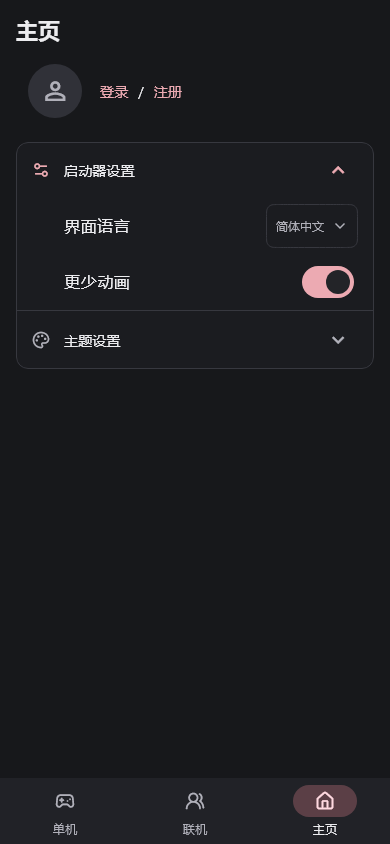 主页
登录 / 注册
启动器设置
界面语言 简体中文
更少动画
主题设置
单机 联机 主页